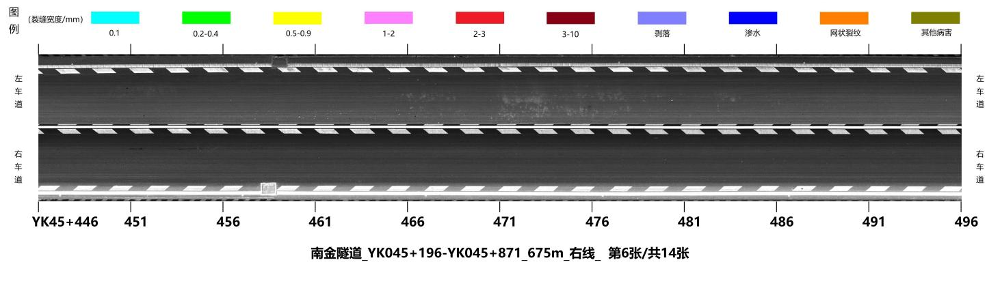 图例
(裂缝宽度/mm)
0.1 0.2-0.4 0.5-0.9 1-2 2-3 3-10 剥落 渗水 网状裂纹 其他病害
左车道 左车道
右车道 右车道
YK45+446 451 456 461 466 471 476 481 486 491 496
南金隧道_YK045+196-YK045+871_675m_右线_ 第6张/共14张